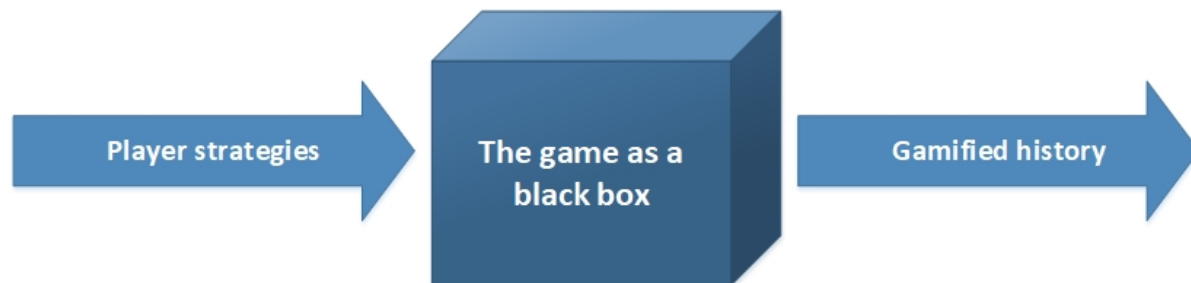 Player strategies
The game as a
black box
Gamified history